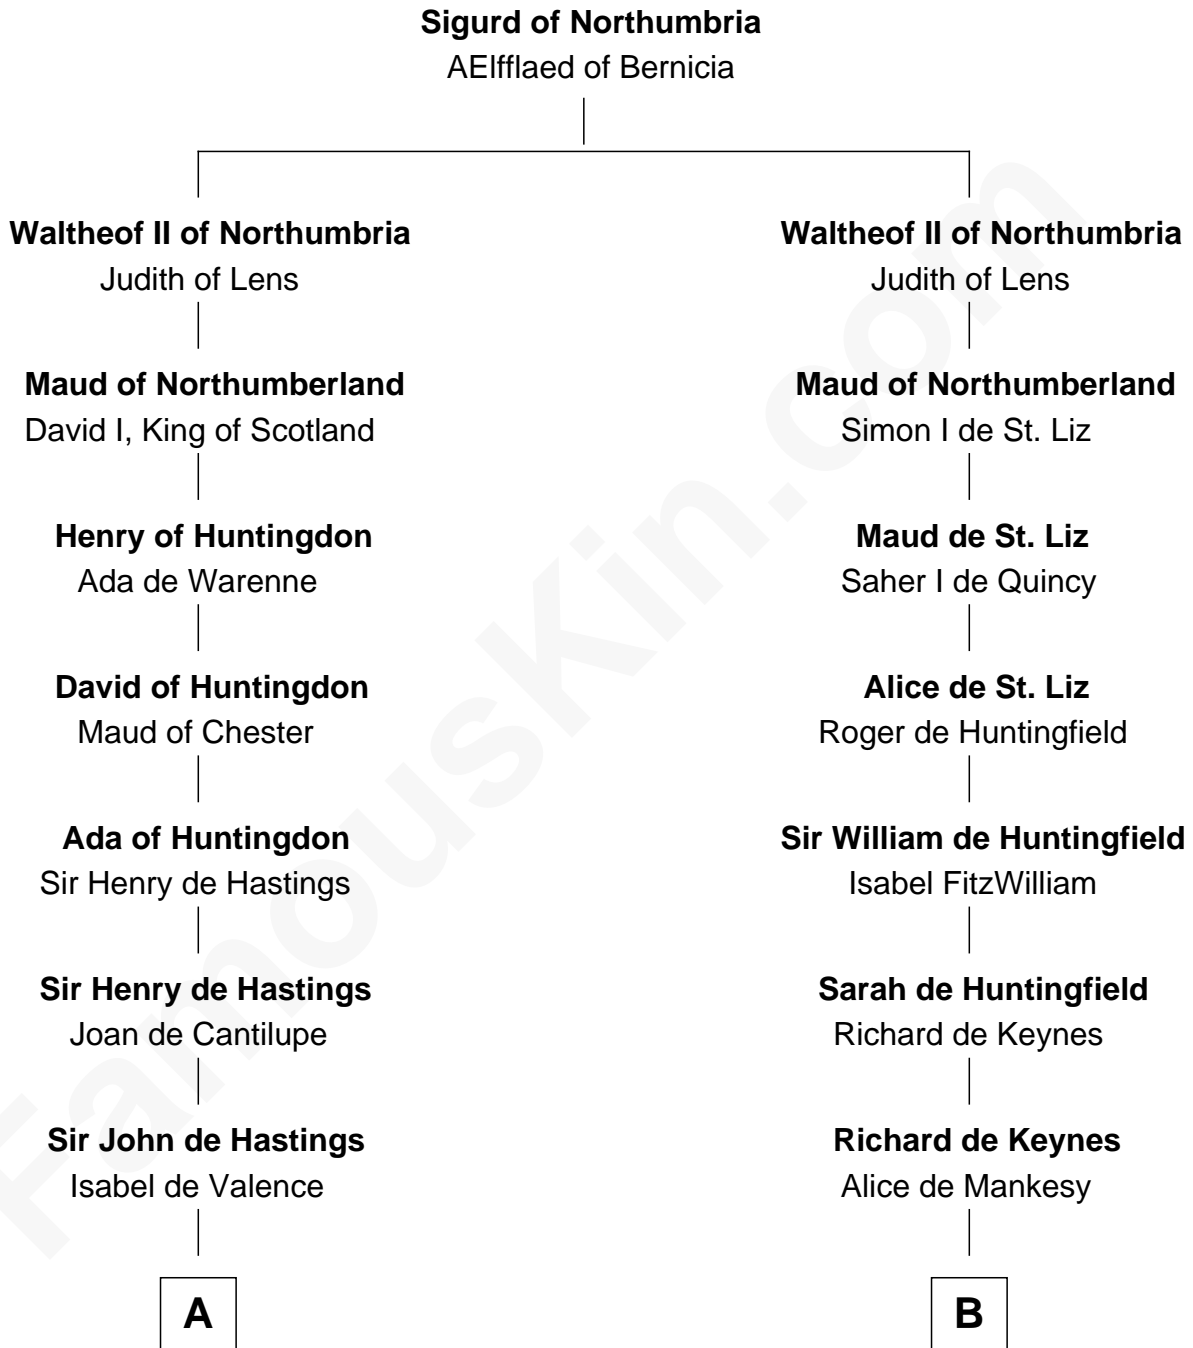 Sigurd of Northumbria
AElfflaed of Bernicia
Waltheof II of Northumbria
Judith of Lens
Maud of Northumberland
David I, King of Scotland
Henry of Huntingdon
Ada de Warenne
David of Huntingdon
Maud of Chester
Ada of Huntingdon
Sir Henry de Hastings
Sir Henry de Hastings
Joan de Cantilupe
Sir John de Hastings
Isabel de Valence
A
Waltheof II of Northumbria
Judith of Lens
Maud of Northumberland
Simon I de St. Liz
Maud de St. Liz
Saher I de Quincy
Alice de St. Liz
Roger de Huntingfield
Sir William de Huntingfield
Isabel FitzWilliam
Sarah de Huntingfield
Richard de Keynes
Richard de Keynes
Alice de Mankesy
B
FamousKin.com